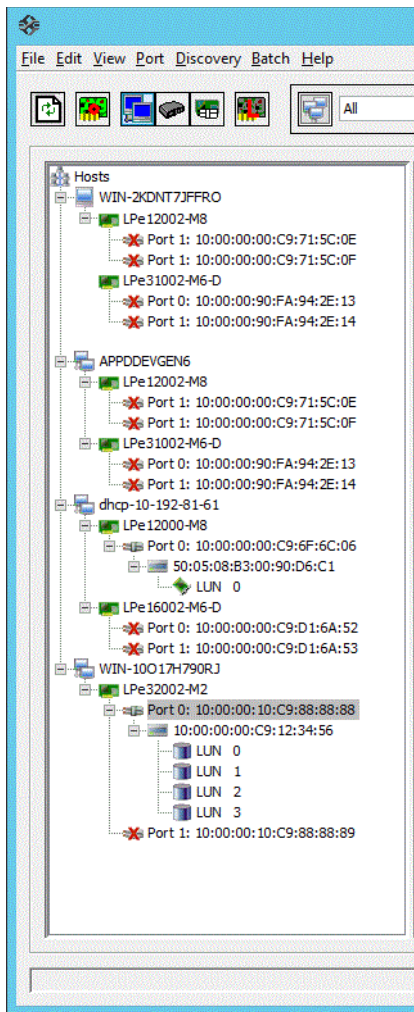 File Edit View Port Discovery Batch Help
All
Hosts
WIN-2KDNT7JFFRO
LPe12002-M8
Port 1: 10:00:00:00:C9:71:5C:0E
Port 1: 10:00:00:00:C9:71:5C:0F
LPe31002-M6-D
Port 0: 10:00:00:90:FA:94:2E:13
Port 1: 10:00:00:90:FA:94:2E:14
APPDDEVGEN6
LPe12002-M8
Port 1: 10:00:00:00:C9:71:5C:0E
Port 1: 10:00:00:00:C9:71:5C:0F
LPe31002-M6-D
Port 0: 10:00:00:90:FA:94:2E:13
Port 1: 10:00:00:90:FA:94:2E:14
dhcp-10-192-81-61
LPe12000-M8
Port 0: 10:00:00:00:C9:6F:6C:06
50:05:08:B3:00:90:D6:C1
LUN 0
LPe16002-M6-D
Port 0: 10:00:00:00:C9:D1:6A:52
Port 1: 10:00:00:00:C9:D1:6A:53
WIN-10O17H790RJ
LPe32002-M2
Port 0: 10:00:00:10:C9:88:88:88
10:00:00:00:C9:12:34:56
LUN 0
LUN 1
LUN 2
LUN 3
Port 1: 10:00:00:10:C9:88:88:89